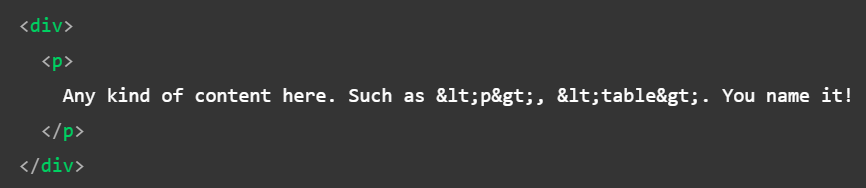 <div>
<p>
Any kind of content here. Such as &lt;p&gt;, &lt;table&gt;. You name it!
</p>
</div>